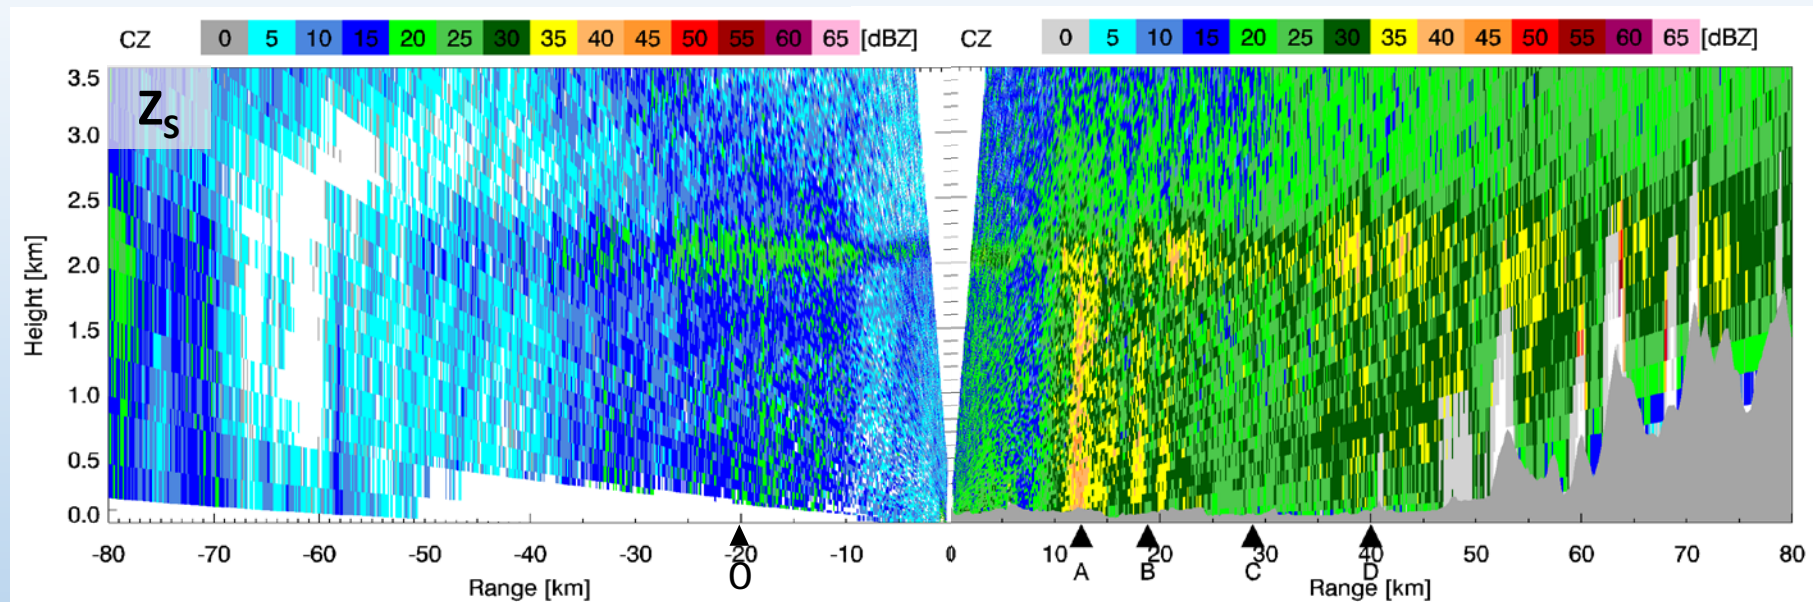 CZ 0 5 10 15 20 25 30 35 40 45 50 55 60 65 [dBZ] CZ 0 5 10 15 20 25 30 35 40 45 50 55 60 65 [dBZ]
Zs
3.5
3.0
2.5
2.0
1.5
1.0
0.5
0.0
Height [km]
-80 -70 -60 -50 -40 -30 -20 -10 0 10 20 30 40 50 60 70 80
O A B C D
Range [km] Range [km]